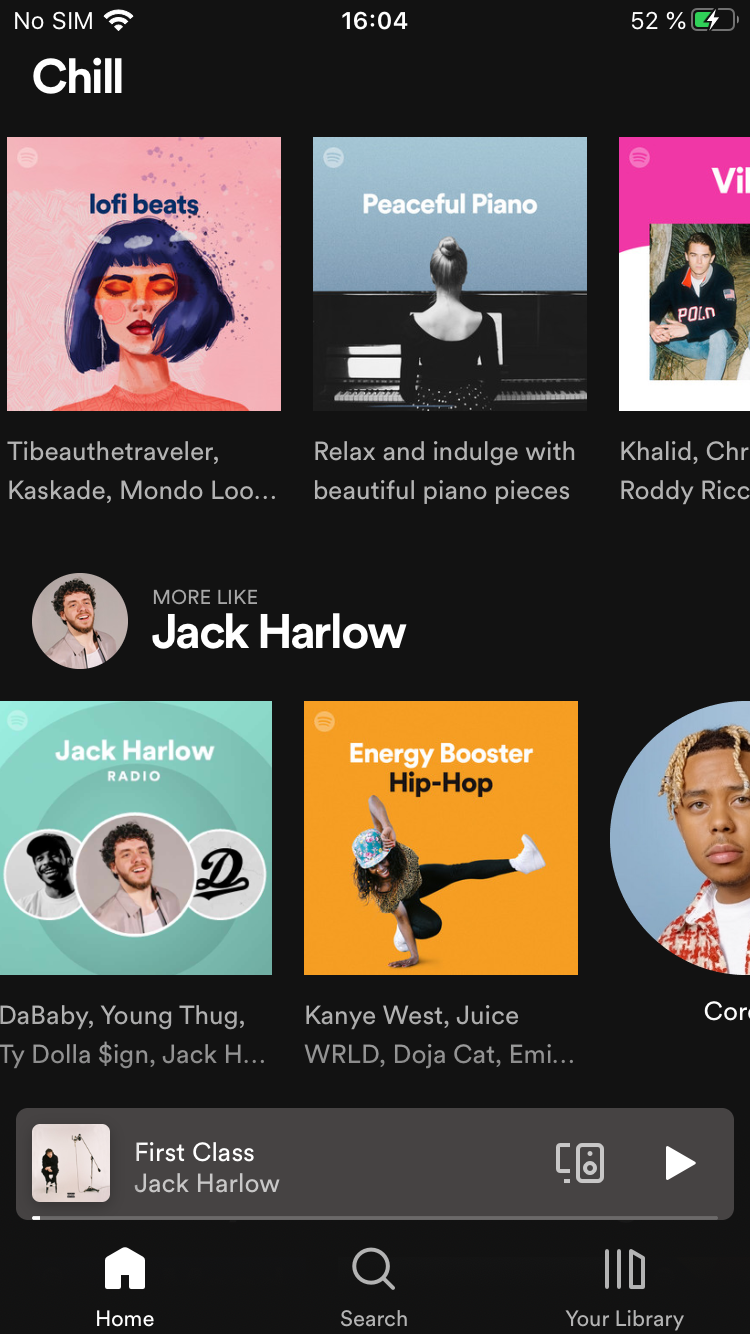 No SIM 16:04 52 %
Chill
lofi beats
Peaceful Piano
POLO
Tibeauthetraveler,
Kaskade, Mondo Loo...
Relax and indulge with
beautiful piano pieces
Khalid, Chr
Roddy Ricc
MORE LIKE
Jack Harlow
Jack Harlow
RADIO
D
Energy Booster
Hip-Hop
DaBaby, Young Thug,
Ty Dolla $ign, Jack H...
Kanye West, Juice
WRLD, Doja Cat, Emi...
First Class
Jack Harlow
Home
Search
Your Library